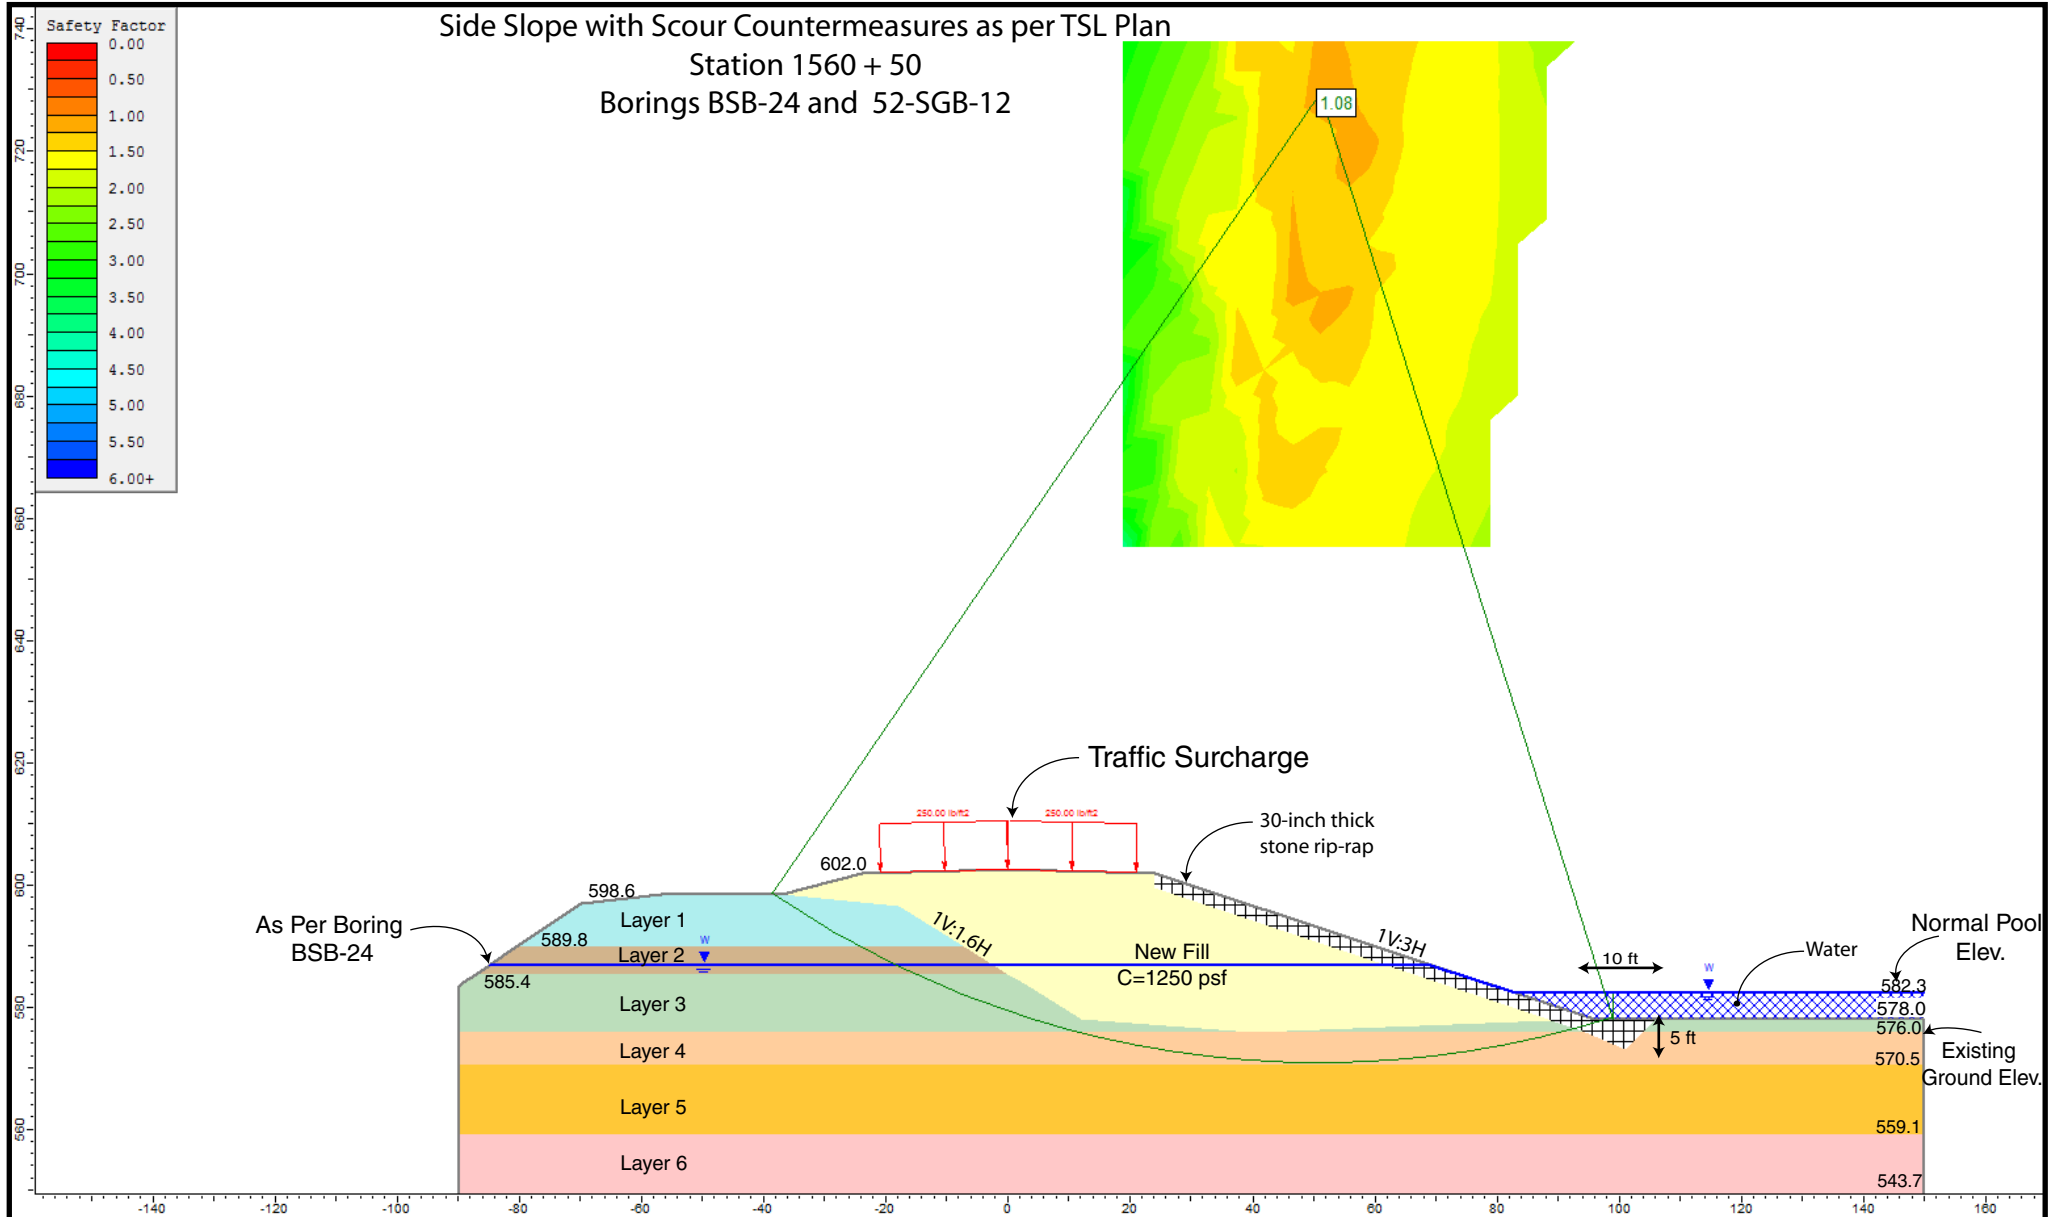 Side Slope with Scour Countermeasures as per TSL Plan
Station 1560 + 50
Borings BSB-24 and 52-SGB-12
Safety Factor
0.00
0.50
1.00
1.50
2.00
2.50
3.00
3.50
4.00
4.50
5.00
5.50
6.00+
1.08
740
720
700
680
660
640
620
600
580
560
Traffic Surcharge
250.00 lb/ft2
250.00 lb/ft2
30-inch thick
stone rip-rap
602.0
598.6
As Per Boring
BSB-24
Layer 1
589.8
W
Layer 2
585.4
Layer 3
Layer 4
Layer 5
Layer 6
1V:1.6H
New Fill
C=1250 psf
1V:3H
10 ft
W
Water
Normal Pool
Elev.
582.3
578.0
576.0
5 ft
570.5
Existing
Ground Elev.
559.1
543.7
-140
-120
-100
-80
-60
-40
-20
0
20
40
60
80
100
120
140
160